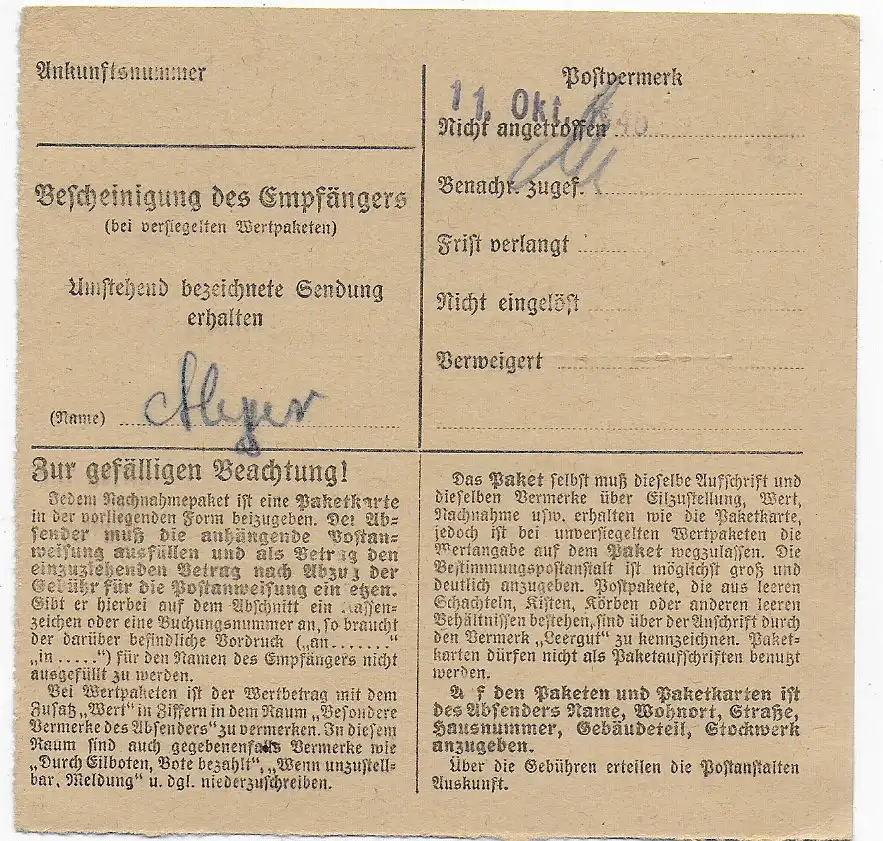 Ankunftsnummer
Bescheinigung des Empfängers
(bei versiegelten Wertpaketen)
Umstehend bezeichnete Sendung
erhalten
(Name)
Postvermerk
11. Okt.
Nicht angetroffen
Benachr. zugef.
Frist verlangt
Nicht eingelöst
Verweigert
Zur gefälligen Beachtung!
Jedem Nachnahmepaket ist eine Paketkarte
in der vorliegenden Form beizugeben. Der Ab-
sender muß die anhängende Postan-
weisung ausfüllen und als Betrag den
einzuziehenden Betrag nach Abzug der
Gebühr für die Postanweisung ein etzen.
Gibt er hierbei auf dem Abschnitt ein assen-
zeichen oder eine Buchungsnummer an, so braucht
der darüber befindliche Vordruck („an.......“
„in.....“) für den Namen des Empfängers nicht
ausgefüllt zu werden.
Bei Wertpaketen ist der Wertbetrag mit dem
Zusatz „Wert“ in Ziffern in dem Raum „Besondere
Vermerke des Absenders“ zu vermerken. In diesem
Raum sind auch gegebenenfalls Vermerke wie
„Durch Eilboten, Bote bezahlt“, „Wenn unzustell-
bar, Meldung“ u. dgl. niederzuschreiben.
Das Paket selbst muß dieselbe Aufschrift und
dieselben Vermerke über Eilzustellung, Wert,
Nachnahme usw. erhalten wie die Paketkarte,
jedoch ist bei unversiegelten Wertpaketen die
Wertangabe auf dem Paket wegzulassen. Die
Bestimmungspostanstalt ist möglichst groß und
deutlich anzugeben. Postpakete, die aus leeren
Schachteln, Kisten, Körben oder anderen leeren
Behältnissen bestehen, sind über der Anschrift durch
den Vermerk „Leergut“ zu kennzeichnen. Paket-
karten dürfen nicht als Paketaufschriften benutzt
werden.
A f den Paketen und Paketkarten ist
des Absenders Name, Wohnort, Straße,
Hausnummer, Gebäudeteil, Stockwerk
anzugeben.
Über die Gebühren erteilen die Postanstalten
Auskunft.